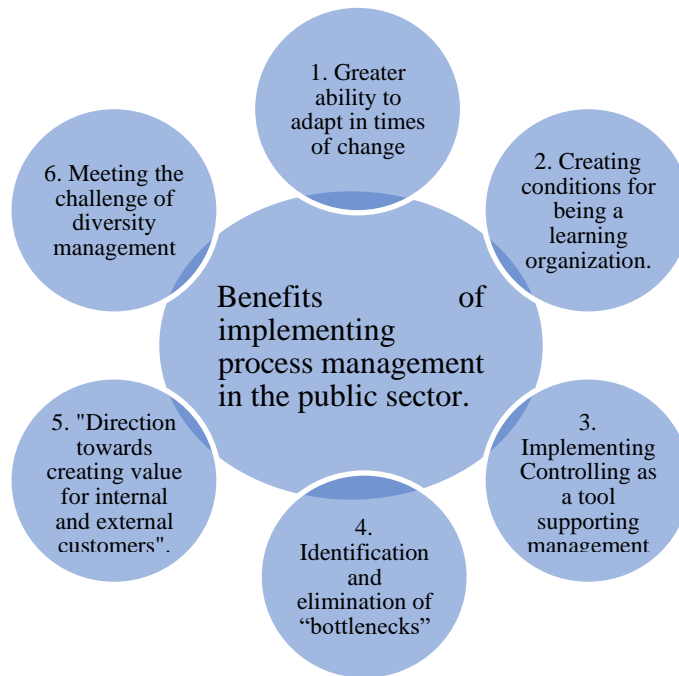 1. Greater
ability to
adapt in times
of change
2. Creating
conditions for
being a
learning
organization.
3.
Implementing
Controlling as
a tool
supporting
management
4.
Identification
and
elimination of
“bottlenecks”
5. "Direction
towards
creating value
for internal
and external
customers".
6. Meeting the
challenge of
diversity
management
Benefits of
implementing
process management
in the public sector.